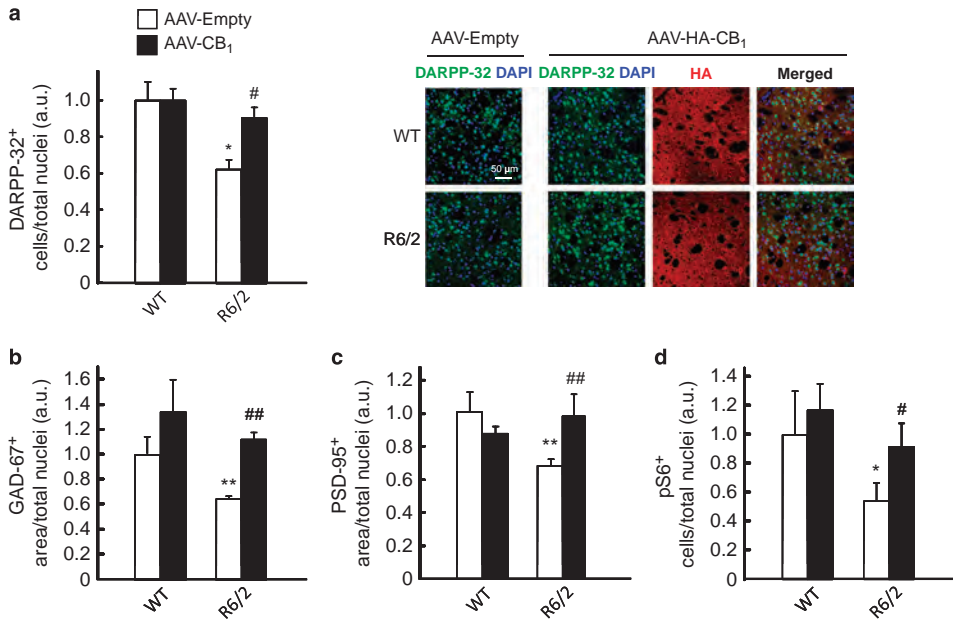 a
AAV-Empty
AAV-CB1
DARPP-32+
cells/total nuclei (a.u.)
1.0
0.8
0.6
0.4
0.2
0
*
#
WT
R6/2
AAV-Empty
AAV-HA-CB1
DARPP-32 DAPI
DARPP-32 DAPI
HA
Merged
WT
50 µm
R6/2
b
GAD-67+
area/total nuclei (a.u.)
1.6
1.4
1.2
1.0
0.8
0.6
0.4
0.2
0
**
##
WT
R6/2
c
PSD-95+
area/total nuclei (a.u.)
1.2
1.0
0.8
0.6
0.4
0.2
0
**
##
WT
R6/2
d
pS6+
cells/total nuclei (a.u.)
1.4
1.2
1.0
0.8
0.6
0.4
0.2
0
*
#
WT
R6/2